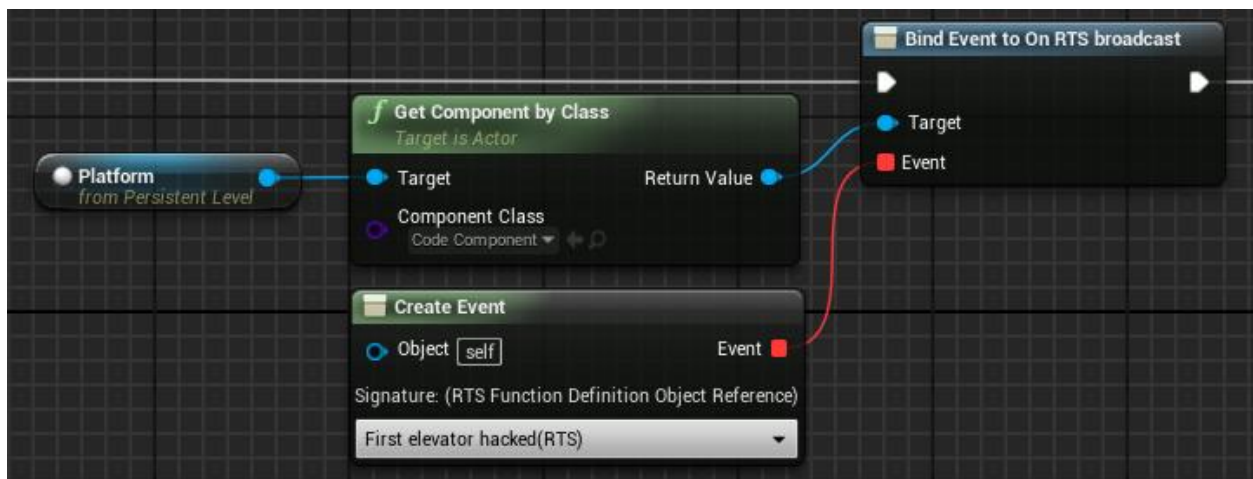 Bind Event to On RTS broadcast
Get Component by Class
Target is Actor
Target
Platform
from Persistent Level
Target
Return Value
Event
Component Class
Code Component
Create Event
Object self
Event
Signature: (RTS Function Definition Object Reference)
First elevator hacked(RTS)